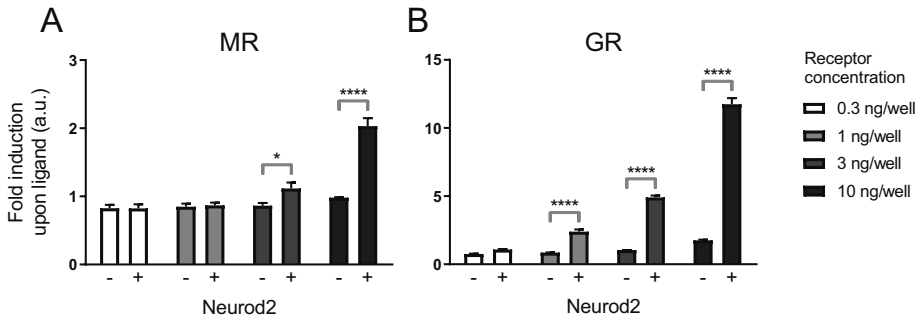 A
MR
Fold induction
upon ligand (a.u.)
3
2
1
0
*
****
- + - + - + - +
Neurod2
B
GR
15
10
5
0
****
****
****
- + - + - + - +
Neurod2
Receptor
concentration
0.3 ng/well
1 ng/well
3 ng/well
10 ng/well